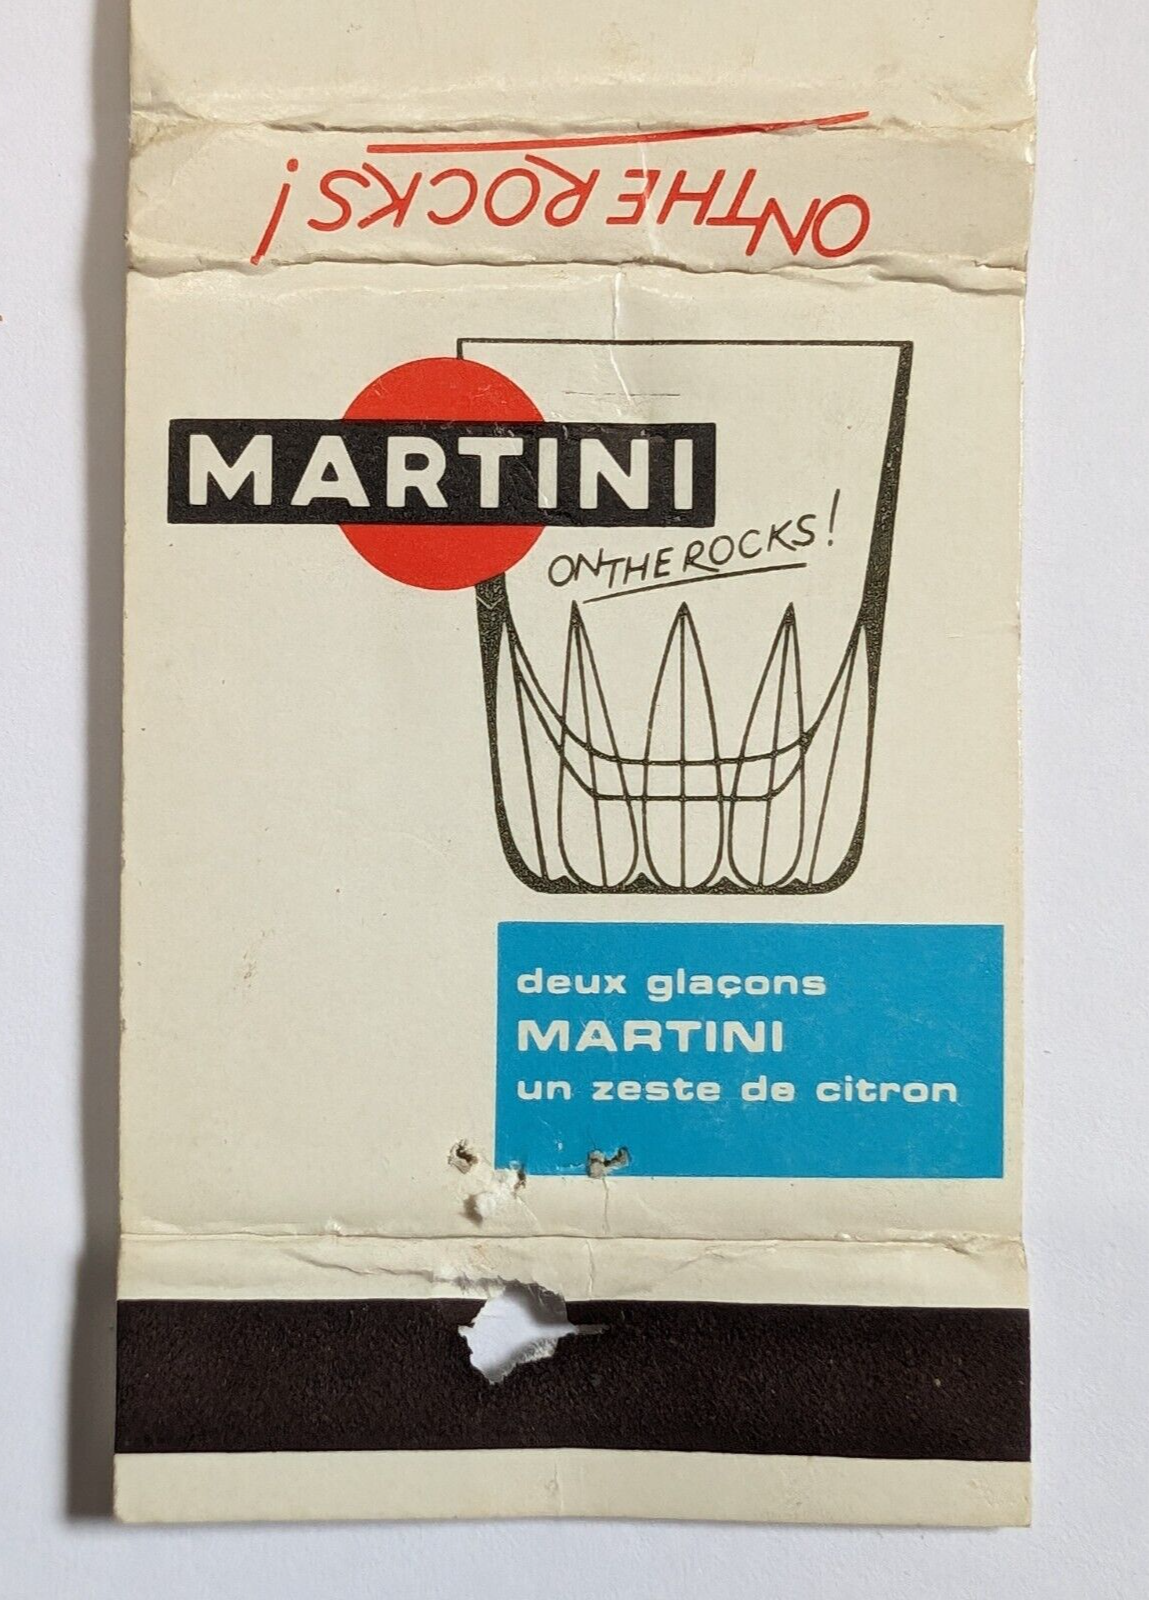 ON THE ROCKS!
MARTINI
ON THE ROCKS!
deux glaçons
MARTINI
un zeste de citron